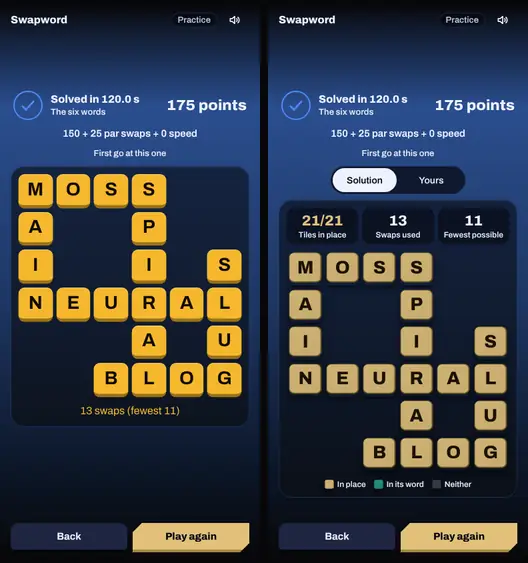 Swapword
Practice
Solved in 120.0 s
The six words
175 points
150 + 25 par swaps + 0 speed
First go at this one
M O S S
A P
I I S
N E U R A L
A U
B L O G
13 swaps (fewest 11)
Back
Play again
Swapword
Practice
Solved in 120.0 s
The six words
175 points
150 + 25 par swaps + 0 speed
First go at this one
Solution
Yours
21/21
Tiles in place
13
Swaps used
11
Fewest possible
M O S S
A P
I I S
N E U R A L
A U
B L O G
In place
In its word
Neither
Back
Play again